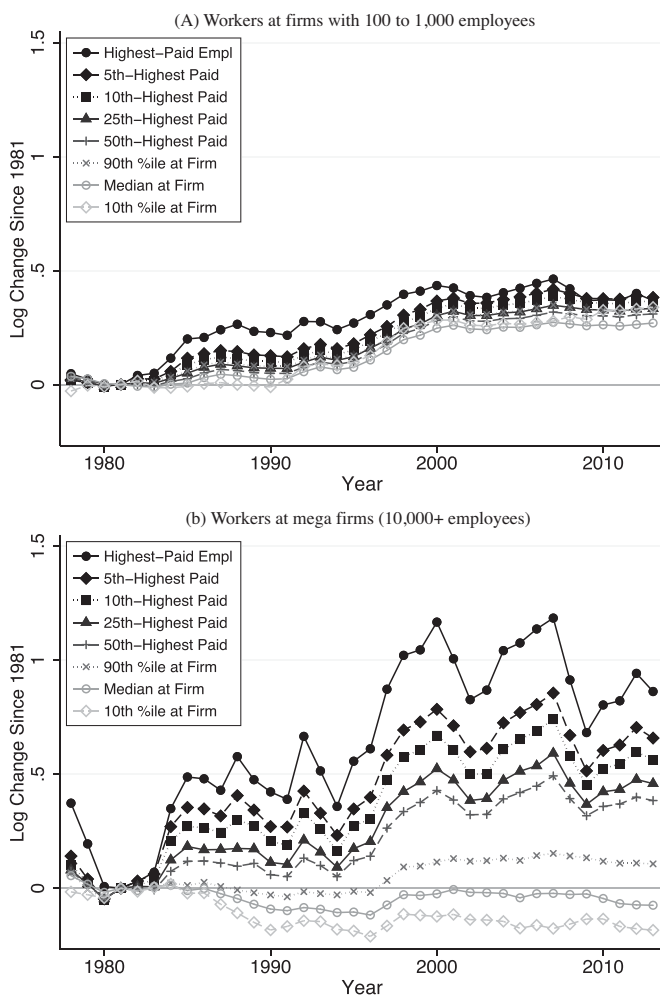 (A) Workers at firms with 100 to 1,000 employees
1.5
Highest−Paid Empl
5th−Highest Paid
10th−Highest Paid
25th−Highest Paid
50th−Highest Paid
90th %ile at Firm
Median at Firm
10th %ile at Firm
1
.5
0
Log Change Since 1981
1980
1990
2000
2010
Year
(b) Workers at mega firms (10,000+ employees)
1.5
Highest−Paid Empl
5th−Highest Paid
10th−Highest Paid
25th−Highest Paid
50th−Highest Paid
90th %ile at Firm
Median at Firm
10th %ile at Firm
1
.5
0
Log Change Since 1981
1980
1990
2000
2010
Year